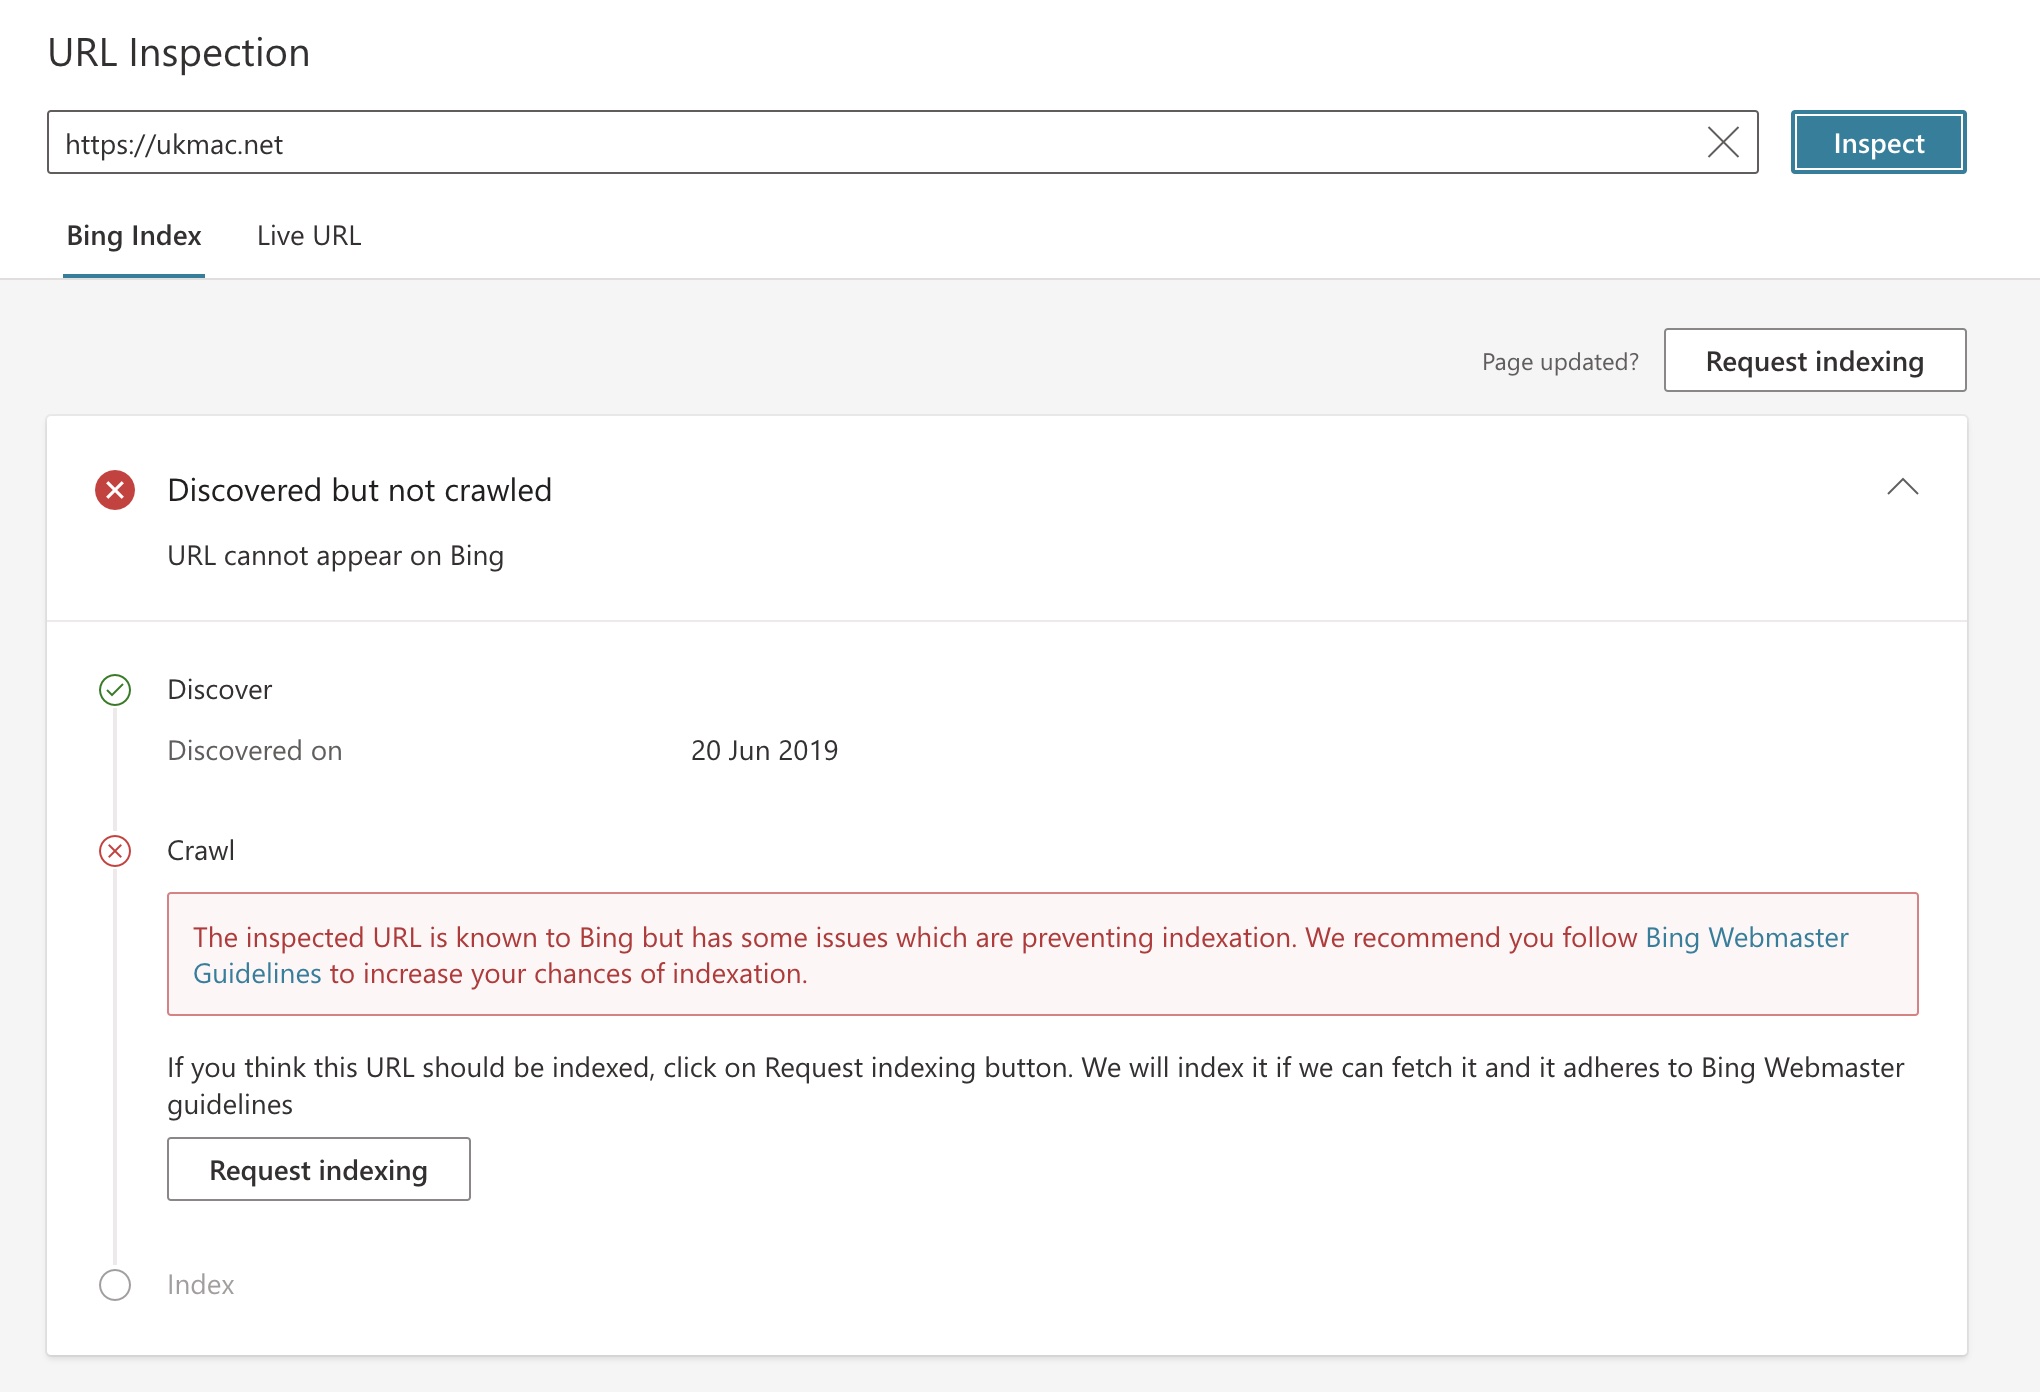 URL Inspection
https://ukmac.net
Inspect
Bing Index
Live URL
Page updated?
Request indexing
Discovered but not crawled
URL cannot appear on Bing
Discover
Discovered on
20 Jun 2019
Crawl
The inspected URL is known to Bing but has some issues which are preventing indexation. We recommend you follow Bing Webmaster
Guidelines to increase your chances of indexation.
If you think this URL should be indexed, click on Request indexing button. We will index it if we can fetch it and it adheres to Bing Webmaster
guidelines
Request indexing
Index